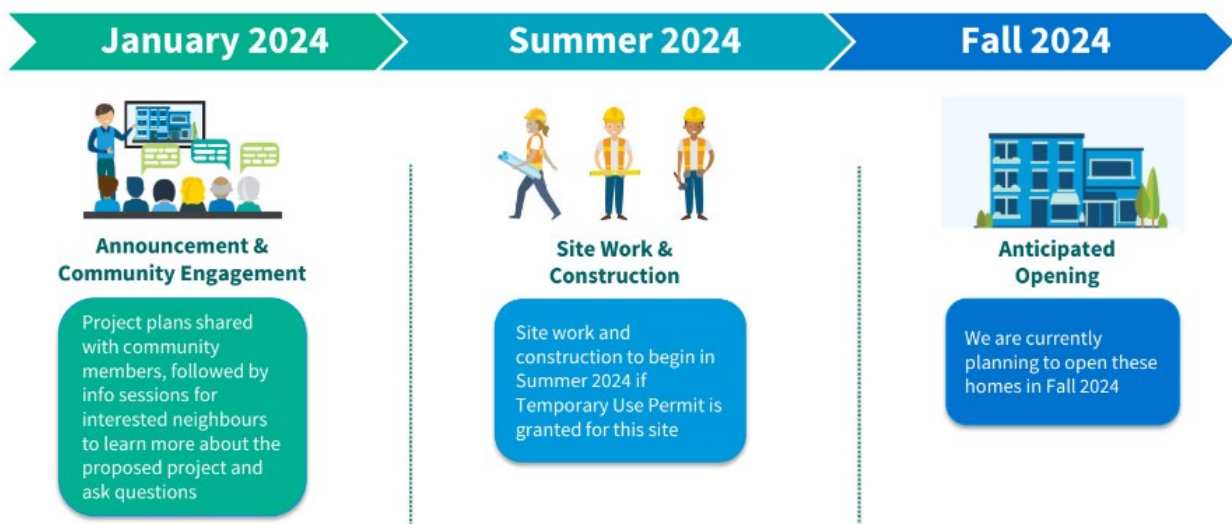 January 2024
Summer 2024
Fall 2024
Announcement &
Community Engagement
Project plans shared
with community
members, followed by
info sessions for
interested neighbours
to learn more about the
proposed project and
ask questions
Site Work &
Construction
Site work and
construction to begin in
Summer 2024 if
Temporary Use Permit is
granted for this site
Anticipated
Opening
We are currently
planning to open these
homes in Fall 2024